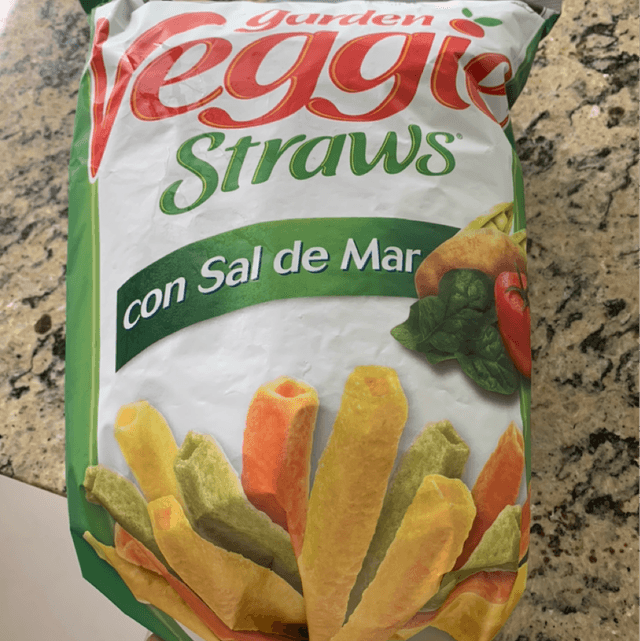 Garden
Veggie
Straws®
con Sal de Mar